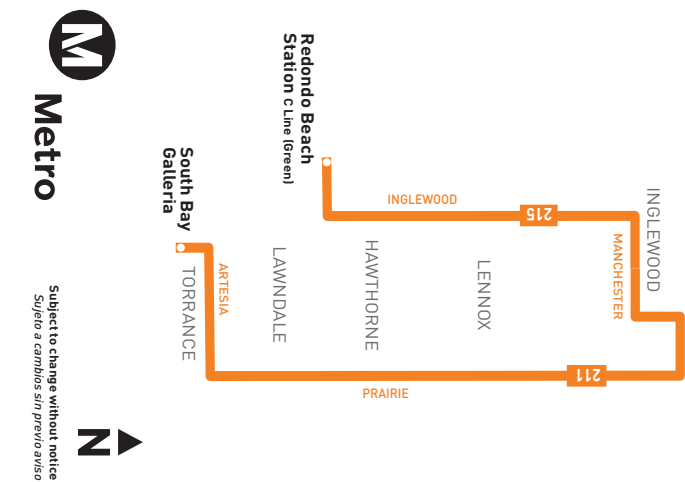 INGLEWOOD
MANCHESTER
211
215
LENNOX
INGLEWOOD
PRAIRIE
HAWTHORNE
Redondo Beach
Station C Line (Green)
LAWNDALE
ARTESIA
TORRANCE
South Bay
Galleria
N
M Metro
Subject to change without notice
Sujeto a cambios sin previo aviso